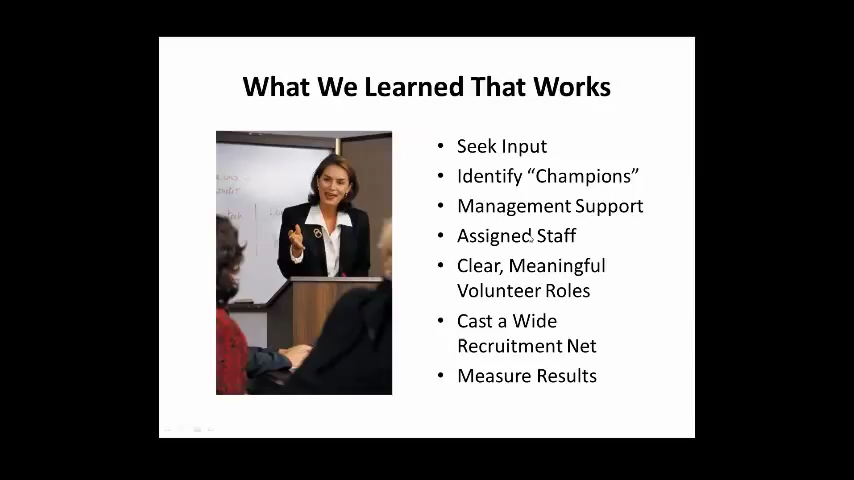 What We Learned That Works
• Seek Input
• Identify “Champions”
• Management Support
• Assigned Staff
• Clear, Meaningful
Volunteer Roles
• Cast a Wide
Recruitment Net
• Measure Results